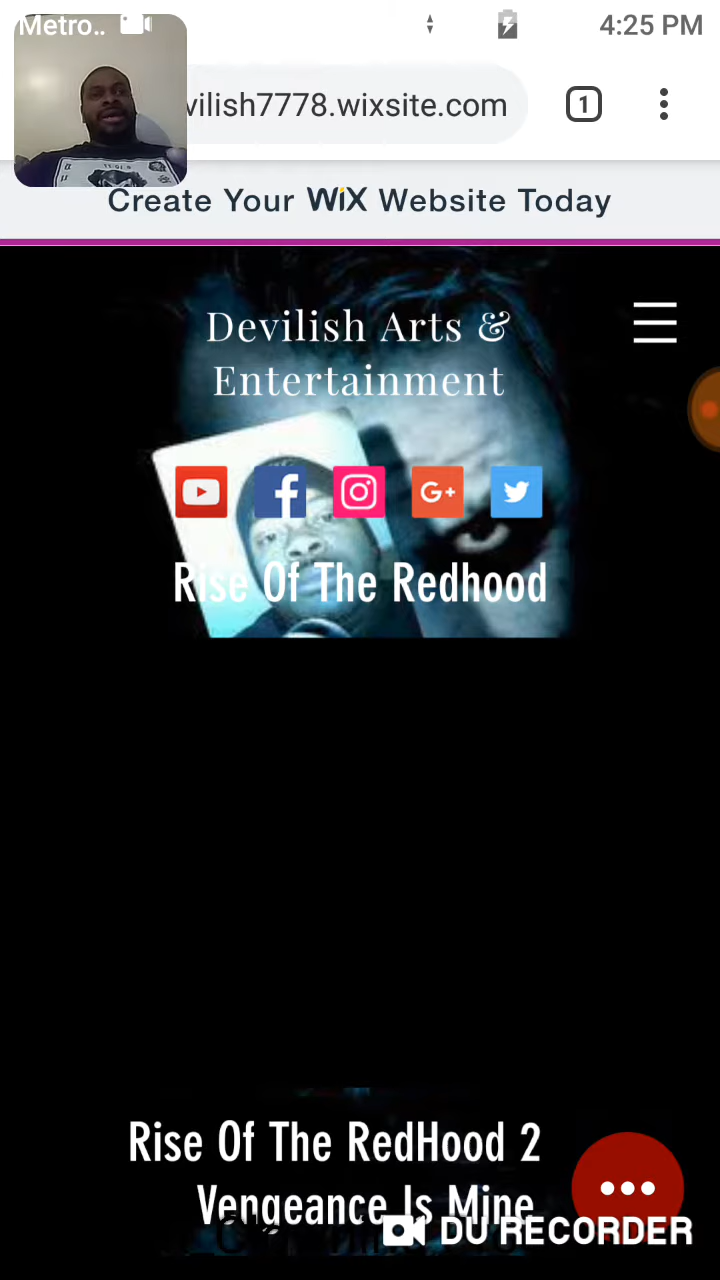 Metro..
4:25 PM
vilish7778.wixsite.com
1
Create Your WiX Website Today
Devilish Arts &
Entertainment
G+
Rise Of The Redhood
Rise Of The RedHood 2
Vengeance Is Mine
DU RECORDER